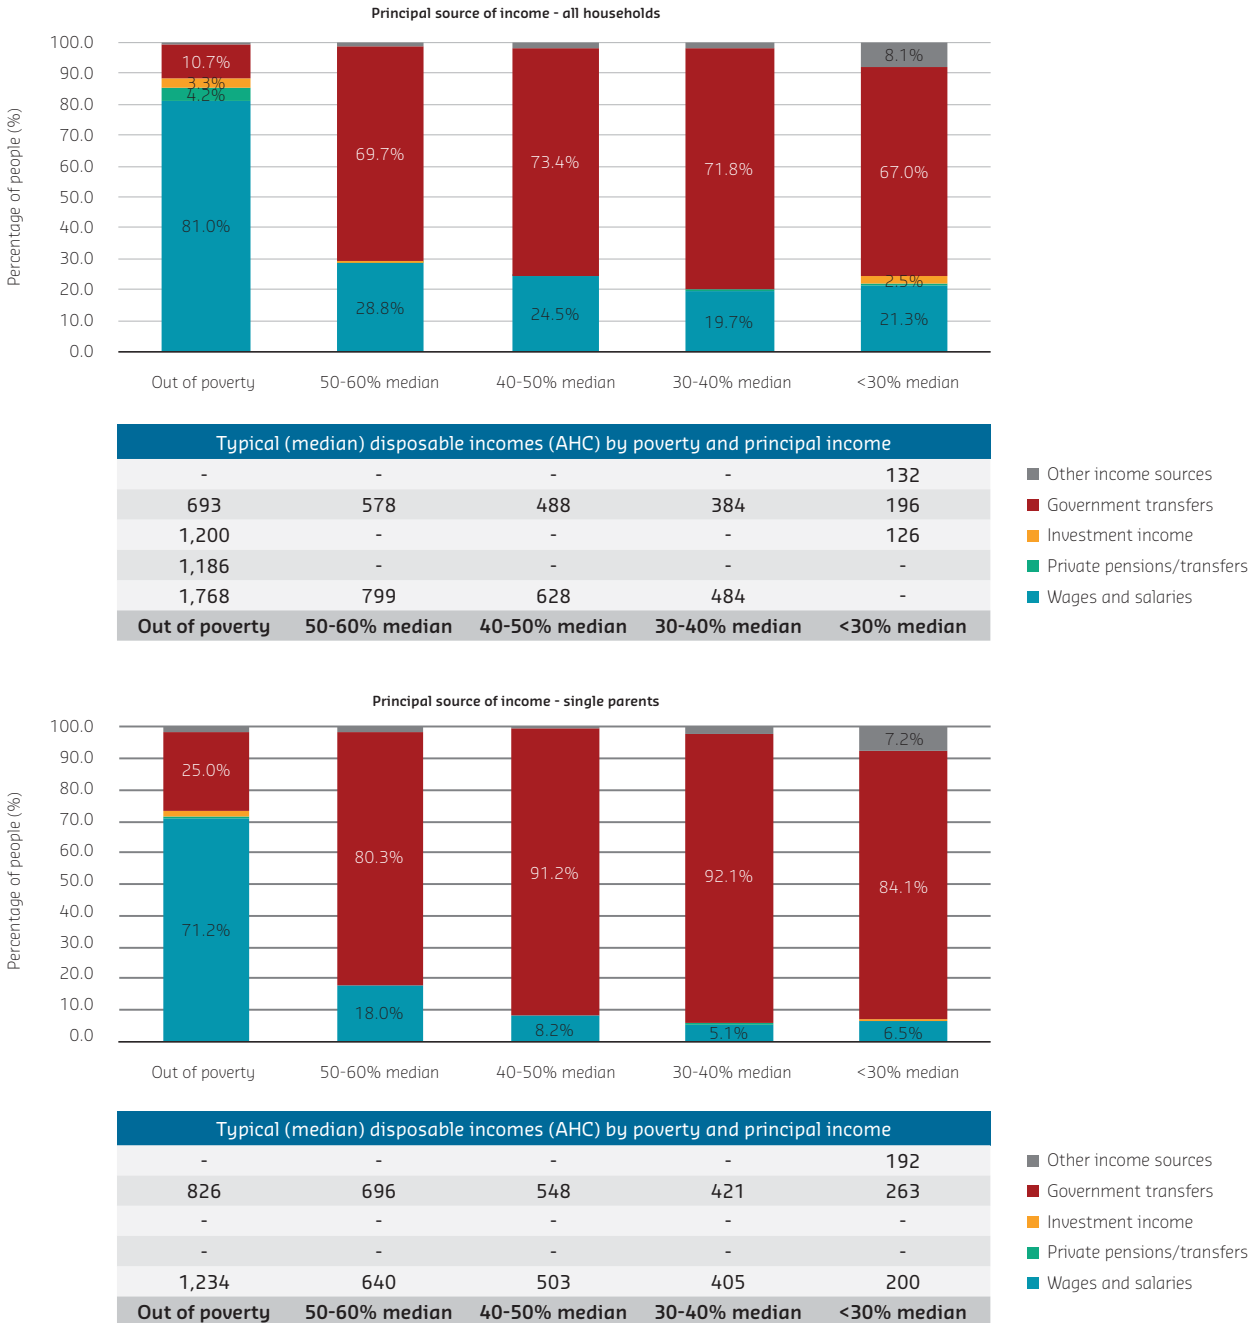 Principal source of income - all households
Percentage of people (%)
100.0
90.0
80.0
70.0
60.0
50.0
40.0
30.0
20.0
10.0
0.0
10.7%
3.3%
4.2%
81.0%
69.7%
28.8%
73.4%
24.5%
71.8%
19.7%
8.1%
67.0%
2.5%
21.3%
Out of poverty 50-60% median 40-50% median 30-40% median <30% median
Typical (median) disposable incomes (AHC) by poverty and principal income
- - - - 132
693 578 488 384 196
1,200 - - - 126
1,186 - - - -
1,768 799 628 484 -
Out of poverty 50-60% median 40-50% median 30-40% median <30% median
Other income sources
Government transfers
Investment income
Private pensions/transfers
Wages and salaries
Principal source of income - single parents
Percentage of people (%)
100.0
90.0
80.0
70.0
60.0
50.0
40.0
30.0
20.0
10.0
0.0
25.0%
71.2%
80.3%
18.0%
91.2%
8.2%
92.1%
5.1%
7.2%
84.1%
6.5%
Out of poverty 50-60% median 40-50% median 30-40% median <30% median
Typical (median) disposable incomes (AHC) by poverty and principal income
- - - - 192
826 696 548 421 263
- - - - -
- - - - -
1,234 640 503 405 200
Out of poverty 50-60% median 40-50% median 30-40% median <30% median
Other income sources
Government transfers
Investment income
Private pensions/transfers
Wages and salaries